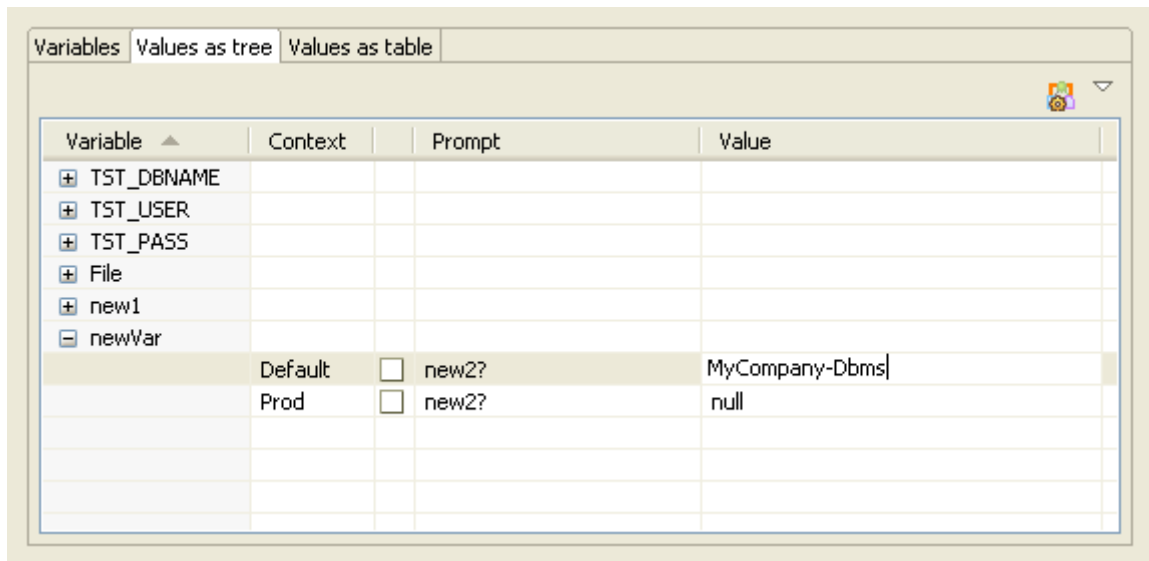 Variables Values as tree Values as table
Variable Context Prompt Value
TST_DBNAME
TST_USER
TST_PASS
File
new1
newVar
Default new2? MyCompany-Dbms
Prod new2? null